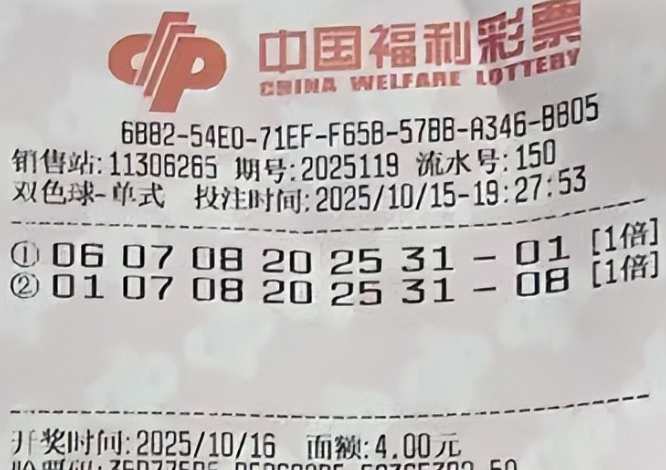 中国福利彩票
CHINA WELFARE LOTTERY
6BB2-54E0-71EF-F65B-57BB-A346-BB05
销售站:11306265 期号:2025119 流水号:150
双色球-单式 投注时间:2025/10/15-19:27:53
① 06 07 08 20 25 31 - 01 [1倍]
② 01 07 08 20 25 31 - 08 [1倍]
开奖时间:2025/10/16 面额:4.00元